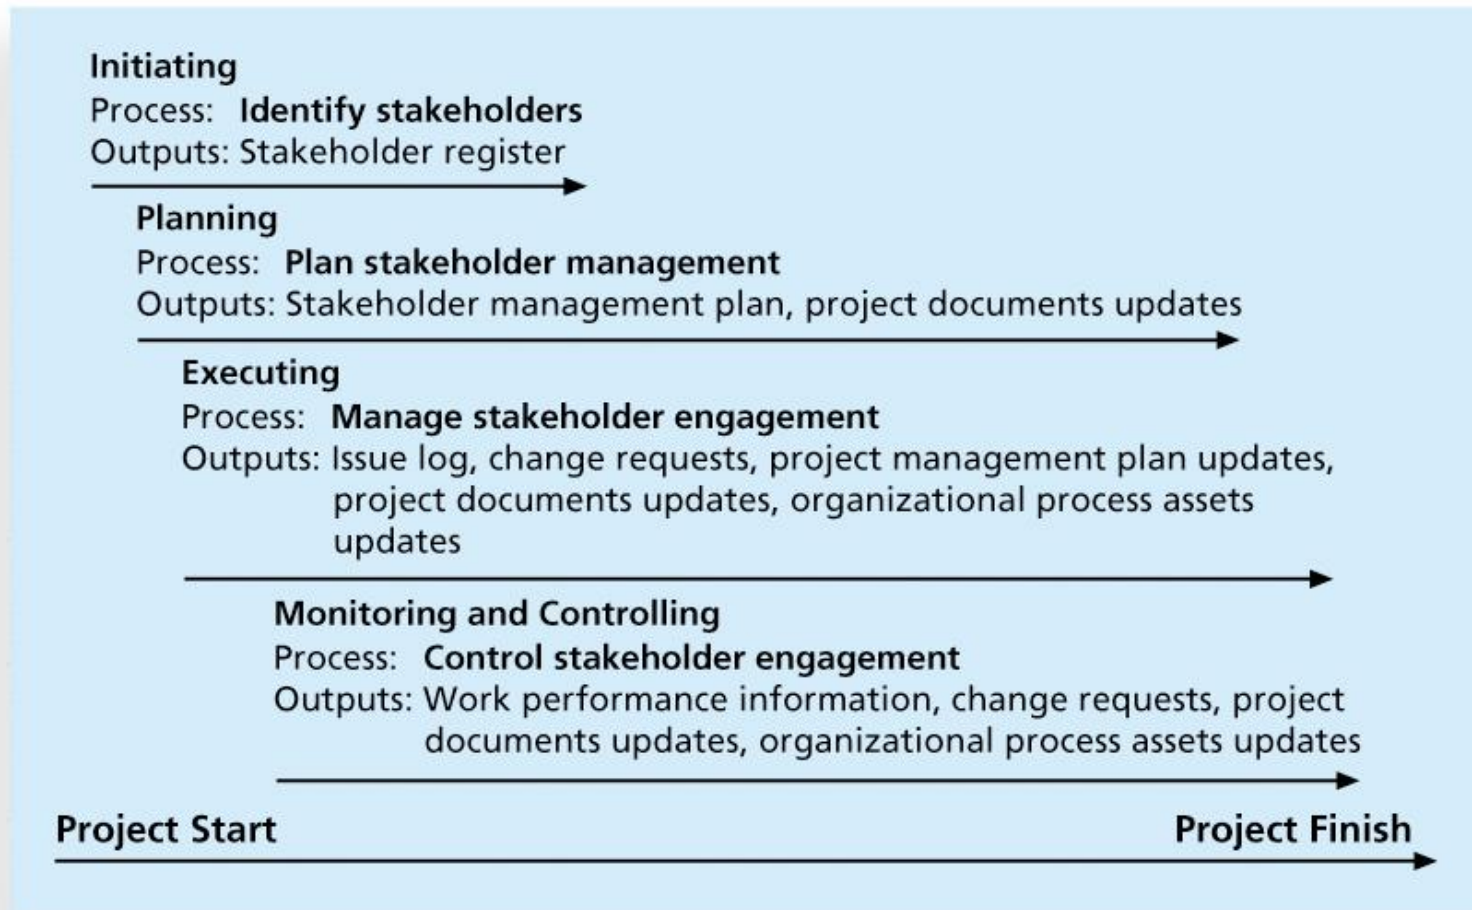 Initiating
Process: Identify stakeholders
Outputs: Stakeholder register
Planning
Process: Plan stakeholder management
Outputs: Stakeholder management plan, project documents updates
Executing
Process: Manage stakeholder engagement
Outputs: Issue log, change requests, project management plan updates,
project documents updates, organizational process assets
updates
Monitoring and Controlling
Process: Control stakeholder engagement
Outputs: Work performance information, change requests, project
documents updates, organizational process assets updates
Project Start Project Finish